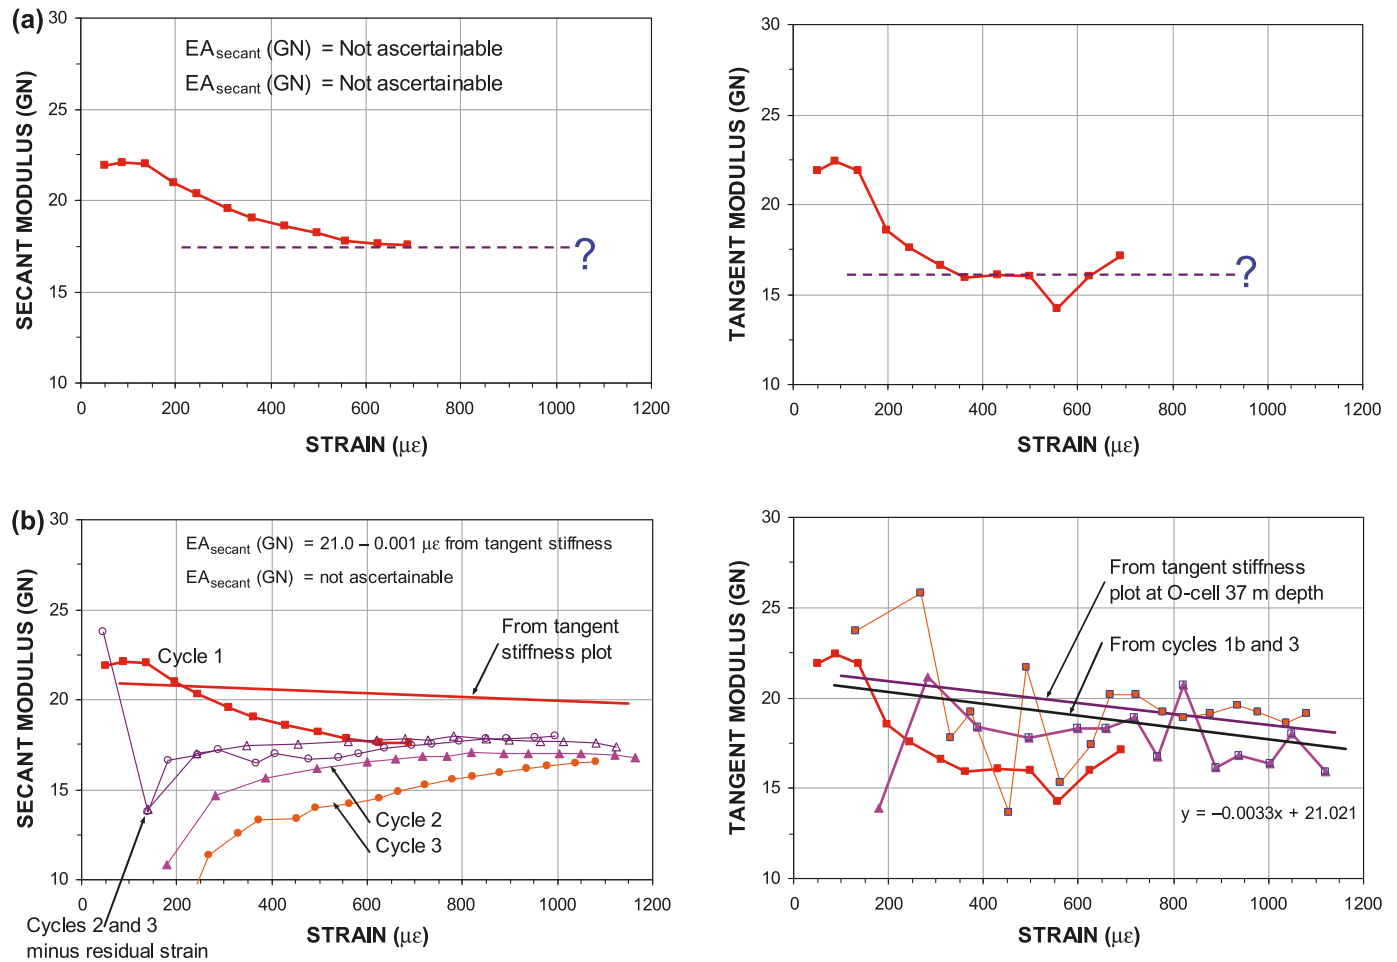 (a)
30
25
20
15
10
0 200 400 600 800 1000 1200
SECANT MODULUS (GN)
STRAIN (µε)
EAsecant (GN) = Not ascertainable
EAsecant (GN) = Not ascertainable
?
30
25
20
15
10
0 200 400 600 800 1000 1200
TANGENT MODULUS (GN)
STRAIN (µε)
?
(b)
30
25
20
15
10
0 200 400 600 800 1000 1200
SECANT MODULUS (GN)
STRAIN (µε)
EAsecant (GN) = 21.0 – 0.001 µε from tangent stiffness
EAsecant (GN) = not ascertainable
Cycle 1
From tangent
stiffness plot
Cycle 2
Cycle 3
Cycles 2 and 3
minus residual strain
30
25
20
15
10
0 200 400 600 800 1000 1200
TANGENT MODULUS (GN)
STRAIN (µε)
From tangent stiffness
plot at O-cell 37 m depth
From cycles 1b and 3
y = –0.0033x + 21.021